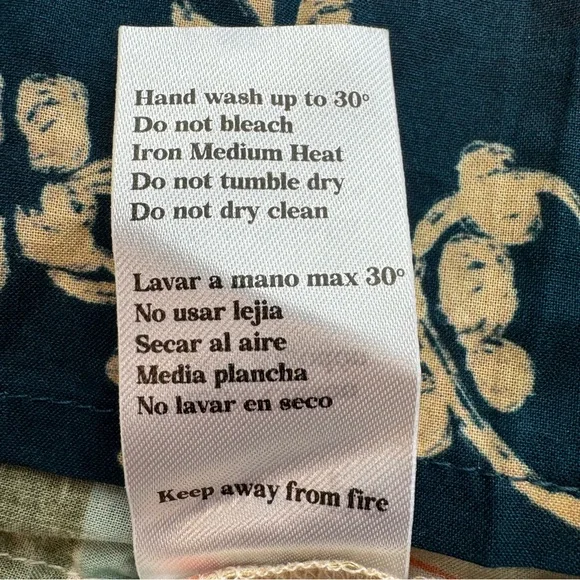 Hand wash up to 30°
Do not bleach
Iron Medium Heat
Do not tumble dry
Do not dry clean
Lavar a mano max 30°
No usar lejia
Secar al aire
Media plancha
No lavar en seco
Keep away from fire